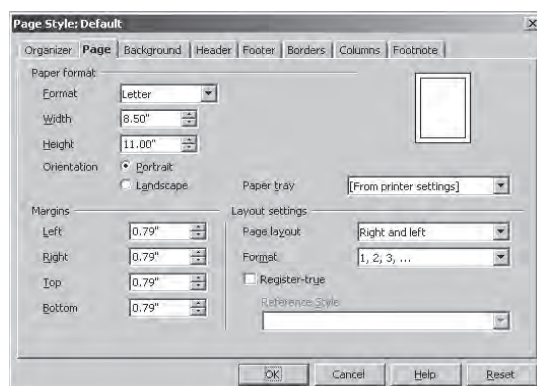 Page Style: Default
Organizer Page Background Header Footer Borders Columns Footnote
Paper format
Format Letter
Width 8.50"
Height 11.00"
Orientation Portrait
Landscape Paper tray [From printer settings]
Margins Layout settings
Left 0.79" Page layout Right and left
Right 0.79" Format 1, 2, 3, ...
Top 0.79" Register-true
Reference Style
Bottom 0.79"
OK Cancel Help Reset